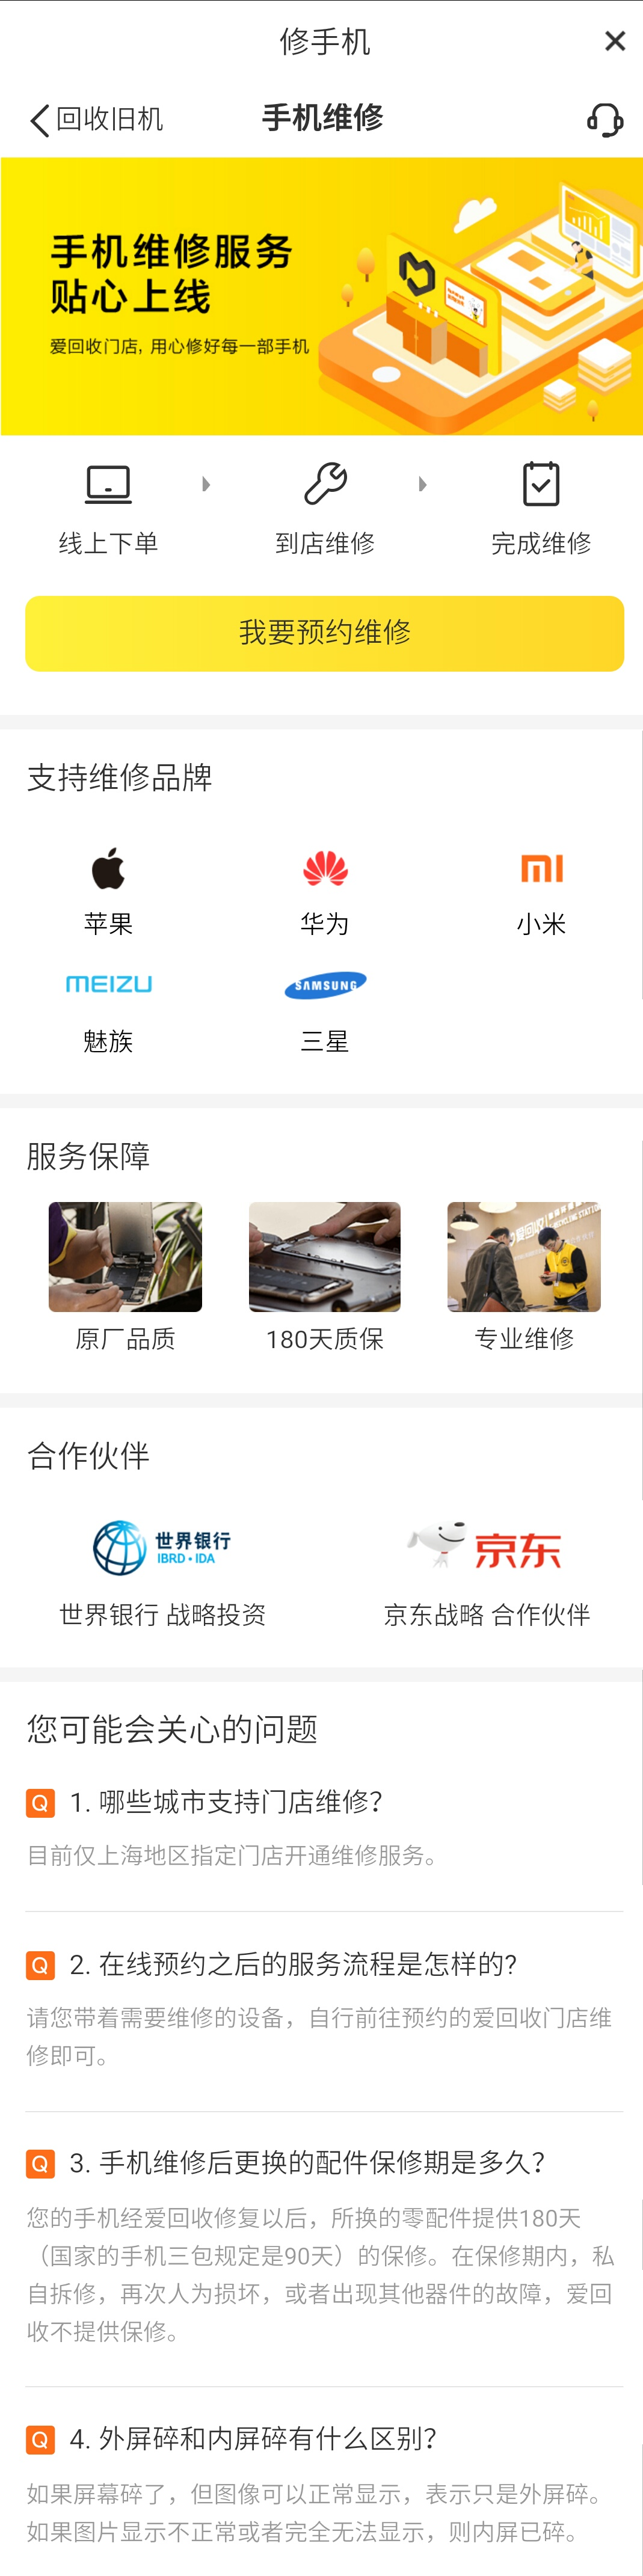 修手机
回收旧机
手机维修
手机维修服务
贴心上线
爱回收门店, 用心修好每一部手机
线上下单
到店维修
完成维修
我要预约维修
支持维修品牌
苹果
华为
小米
MEIZU
SAMSUNG
魅族
三星
服务保障
爱回收
原厂品质
180天质保
专业维修
合作伙伴
世界银行
IBRD • IDA
京东
世界银行 战略投资
京东战略 合作伙伴
您可能会关心的问题
Q 1. 哪些城市支持门店维修?
目前仅上海地区指定门店开通维修服务。
Q 2. 在线预约之后的服务流程是怎样的?
请您带着需要维修的设备，自行前往预约的爱回收门店维
修即可。
Q 3. 手机维修后更换的配件保修期是多久?
您的手机经爱回收修复以后，所换的零配件提供180天
（国家的手机三包规定是90天）的保修。在保修期内，私
自拆修，再次人为损坏，或者出现其他器件的故障，爱回
收不提供保修。
Q 4. 外屏碎和内屏碎有什么区别?
如果屏幕碎了，但图像可以正常显示，表示只是外屏碎。
如果图片显示不正常或者完全无法显示，则内屏已碎。